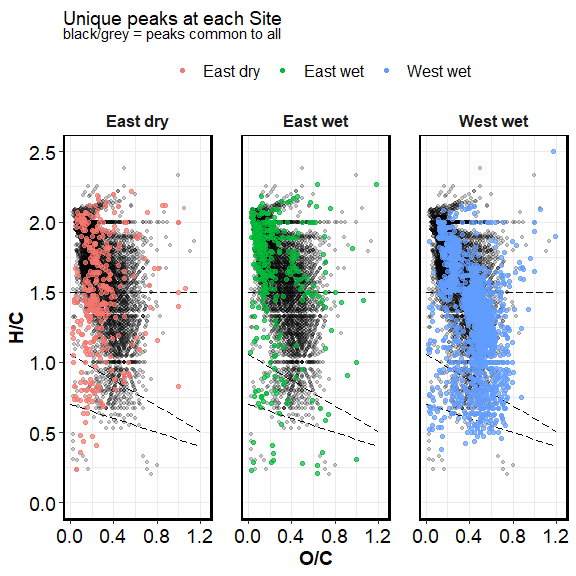 Unique peaks at each Site
black/grey = peaks common to all
East dry East wet West wet
East dry East wet West wet
2.5
2.0
1.5
1.0
0.5
0.0
H/C
0.0 0.4 0.8 1.2 0.0 0.4 0.8 1.2 0.0 0.4 0.8 1.2
O/C